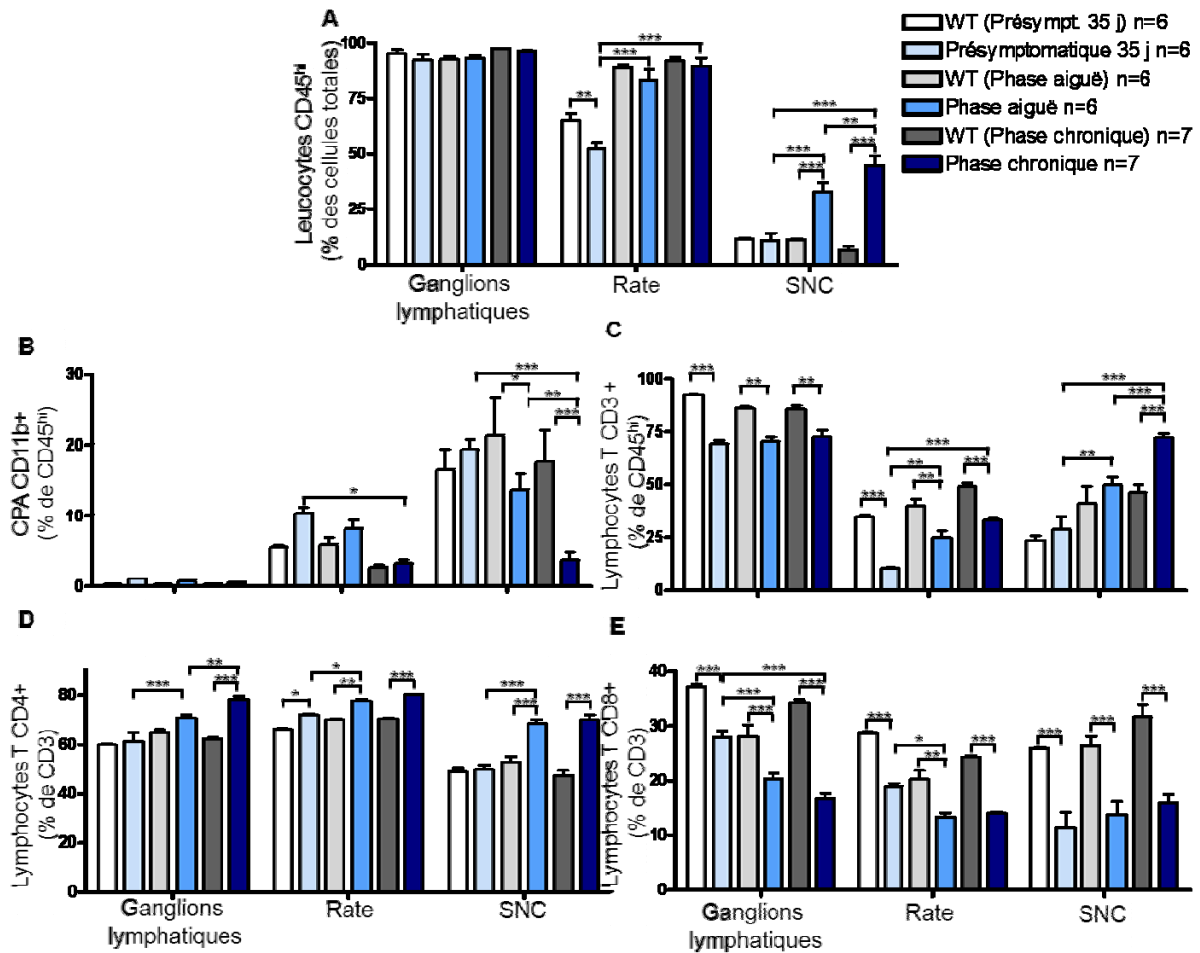 A
Leucocytes CD45hi
(% des cellules totales)
100
75
50
25
0
**
***
***
***
***
***
**
***
Ganglions
lymphatiques
Rate
SNC
WT (Présympt. 35 j) n=6
Présymptomatique 35 j n=6
WT (Phase aiguë) n=6
Phase aiguë n=6
WT (Phase chronique) n=7
Phase chronique n=7
B
CPA CD11b+
(% de CD45hi)
30
20
10
0
*
***
*
**
***
C
Lymphocytes T CD3 +
(% de CD45hi)
100
75
50
25
0
***
**
**
***
**
**
***
***
**
***
***
***
D
Lymphocytes T CD4+
(% de CD3)
80
60
40
20
0
***
**
***
*
*
**
***
***
***
***
Ganglions
lymphatiques
Rate
SNC
E
Lymphocytes T CD8+
(% de CD3)
40
30
20
10
0
***
***
***
***
***
***
*
**
***
***
***
***
Ganglions
lymphatiques
Rate
SNC